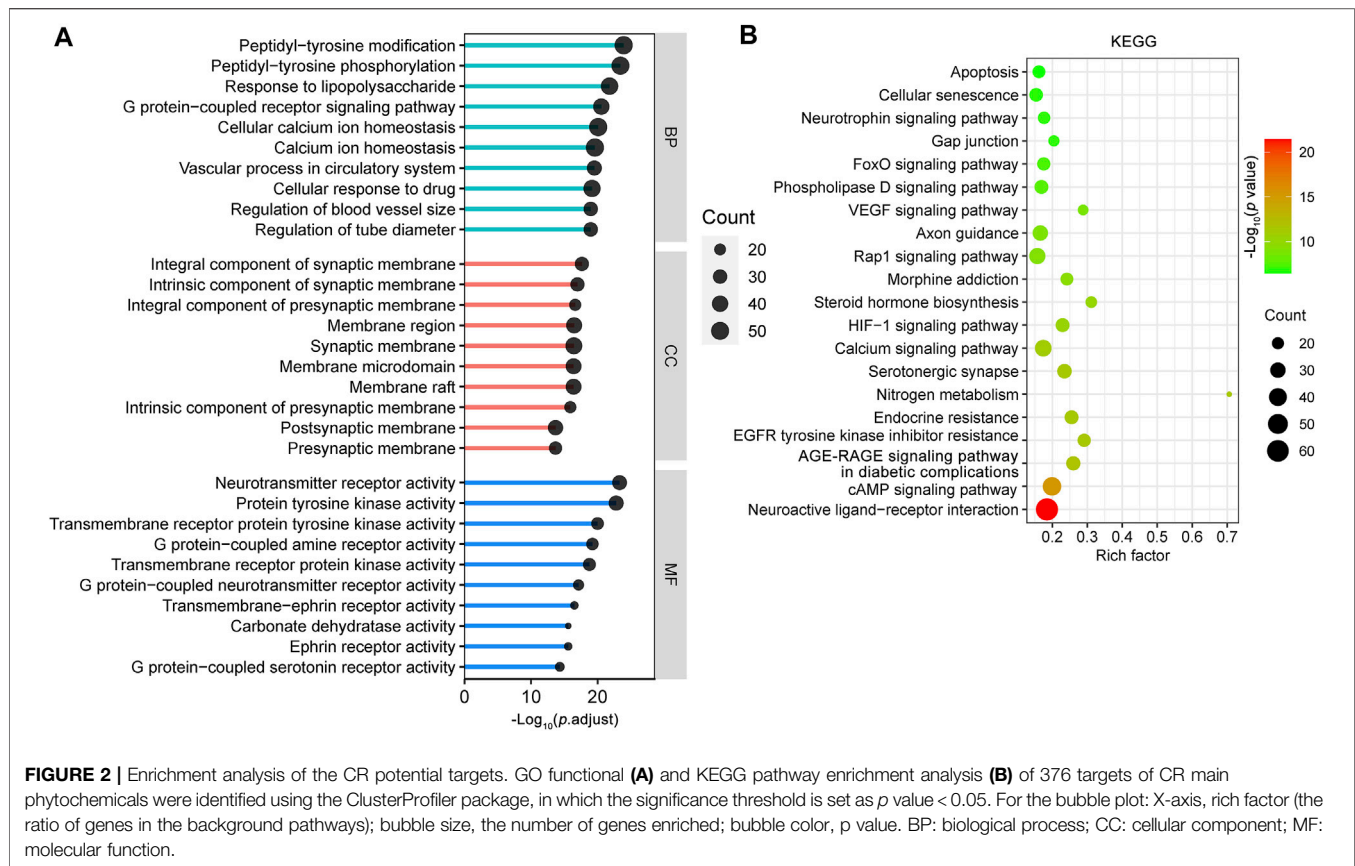 A
Peptidyl−tyrosine modification
Peptidyl−tyrosine phosphorylation
Response to lipopolysaccharide
G protein−coupled receptor signaling pathway
Cellular calcium ion homeostasis
Calcium ion homeostasis
Vascular process in circulatory system
Cellular response to drug
Regulation of blood vessel size
Regulation of tube diameter
BP
Integral component of synaptic membrane
Intrinsic component of synaptic membrane
Integral component of presynaptic membrane
Membrane region
Synaptic membrane
Membrane microdomain
Membrane raft
Intrinsic component of presynaptic membrane
Postsynaptic membrane
Presynaptic membrane
CC
Neurotransmitter receptor activity
Protein tyrosine kinase activity
Transmembrane receptor protein tyrosine kinase activity
G protein−coupled amine receptor activity
Transmembrane receptor protein kinase activity
G protein−coupled neurotransmitter receptor activity
Transmembrane−ephrin receptor activity
Carbonate dehydratase activity
Ephrin receptor activity
G protein−coupled serotonin receptor activity
MF
0 10 20
-Log10(p.adjust)
Count
20
30
40
50
B
KEGG
Apoptosis
Cellular senescence
Neurotrophin signaling pathway
Gap junction
FoxO signaling pathway
Phospholipase D signaling pathway
VEGF signaling pathway
Axon guidance
Rap1 signaling pathway
Morphine addiction
Steroid hormone biosynthesis
HIF−1 signaling pathway
Calcium signaling pathway
Serotonergic synapse
Nitrogen metabolism
Endocrine resistance
EGFR tyrosine kinase inhibitor resistance
AGE-RAGE signaling pathway
in diabetic complications
cAMP signaling pathway
Neuroactive ligand−receptor interaction
0.2 0.3 0.4 0.5 0.6 0.7
Rich factor
-Log10(p value)
20
15
10
Count
20
30
40
50
60
FIGURE 2 | Enrichment analysis of the CR potential targets. GO functional (A) and KEGG pathway enrichment analysis (B) of 376 targets of CR main
phytochemicals were identified using the ClusterProfiler package, in which the significance threshold is set as p value < 0.05. For the bubble plot: X-axis, rich factor (the
ratio of genes in the background pathways); bubble size, the number of genes enriched; bubble color, p value. BP: biological process; CC: cellular component; MF:
molecular function.